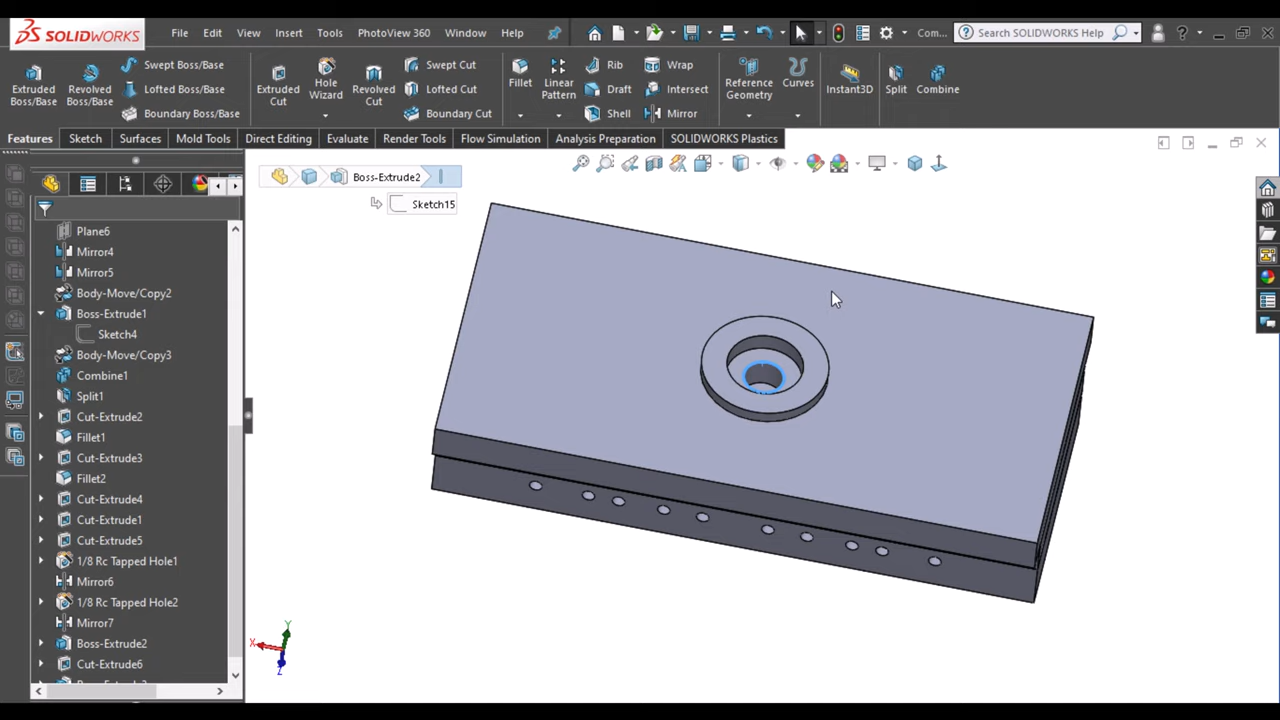 SOLIDWORKS
File Edit View Insert Tools PhotoView 360 Window Help
Com...
Search SOLIDWORKS Help
?
Extruded Boss/Base
Revolved Boss/Base
Swept Boss/Base
Lofted Boss/Base
Boundary Boss/Base
Extruded Cut
Hole Wizard
Revolved Cut
Swept Cut
Lofted Cut
Boundary Cut
Fillet
Linear Pattern
Rib
Draft
Shell
Wrap
Intersect
Mirror
Reference Geometry
Curves
Instant3D
Split
Combine
Features Sketch Surfaces Mold Tools Direct Editing Evaluate Render Tools Flow Simulation Analysis Preparation SOLIDWORKS Plastics
Boss-Extrude2
Sketch15
Plane6
Mirror4
Mirror5
Body-Move/Copy2
Boss-Extrude1
Sketch4
Body-Move/Copy3
Combine1
Split1
Cut-Extrude2
Fillet1
Cut-Extrude3
Fillet2
Cut-Extrude4
Cut-Extrude1
Cut-Extrude5
1/8 Rc Tapped Hole1
Mirror6
1/8 Rc Tapped Hole2
Mirror7
Boss-Extrude2
Cut-Extrude6
Y
X
Z